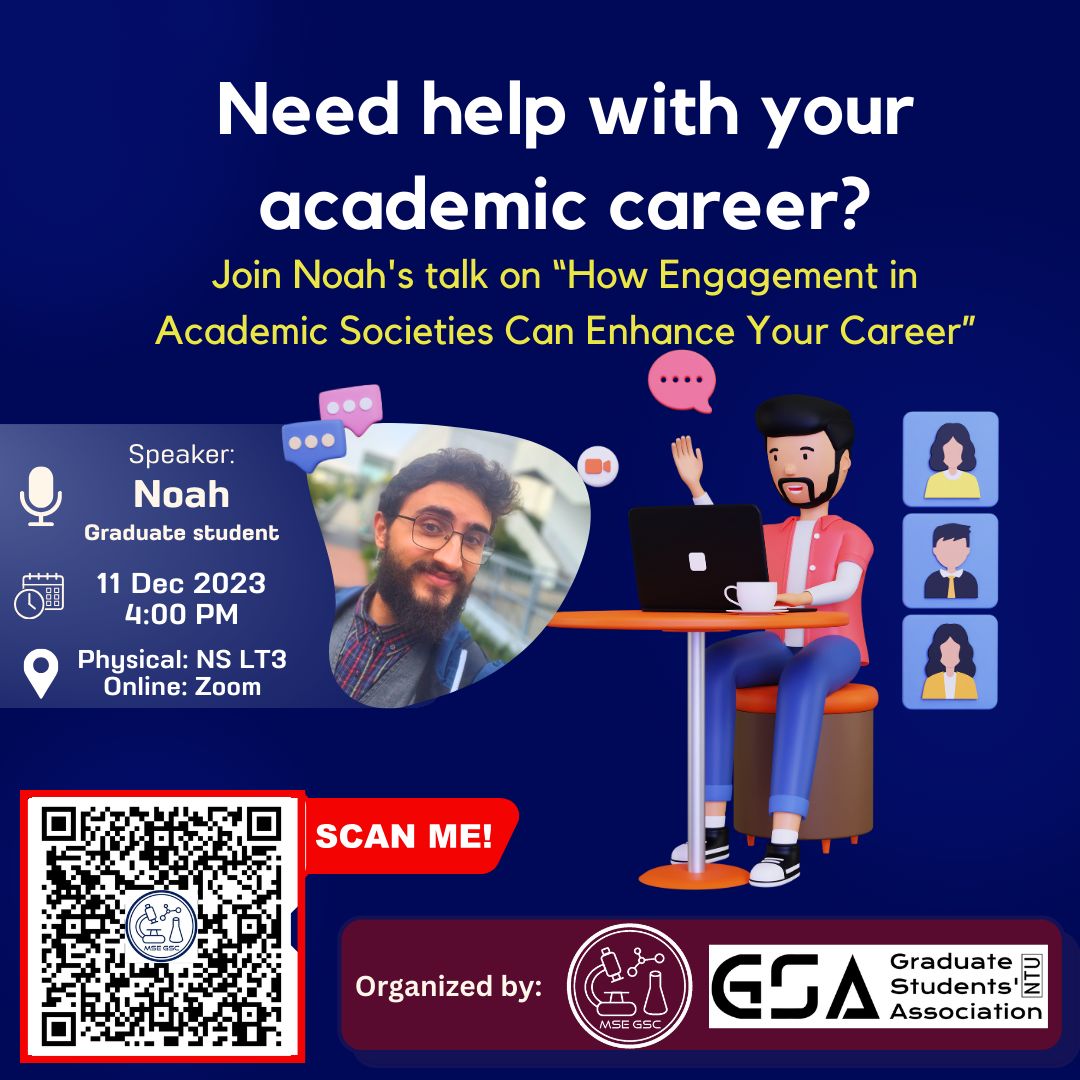 Need help with your
academic career?
Join Noah's talk on “How Engagement in
Academic Societies Can Enhance Your Career”
Speaker:
Noah
Graduate student
11 Dec 2023
4:00 PM
Physical: NS LT3
Online: Zoom
SCAN ME!
MSE GSC
Organized by:
MSE GSC
GSA
Graduate
Students'
Association
NTU